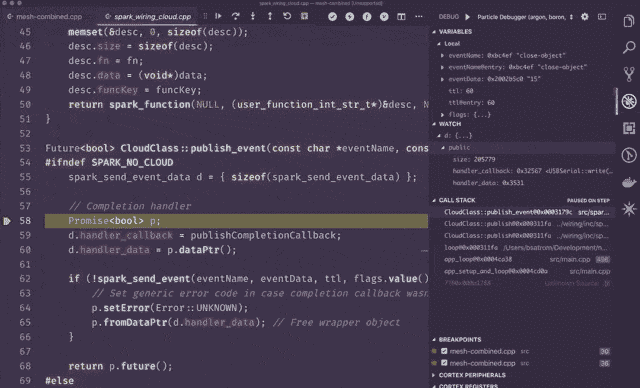 spark_wiring_cloud.cpp — mesh-combined
mesh-combined.cpp
spark_wiring_cloud.cpp
DEBUG
Particle Debugger (argon, boron,
45 memset(&desc, 0, sizeof(desc));
46 desc.size = sizeof(desc);
47 desc.fn = fn;
48 desc.data = (void*)data;
49 desc.funcKey = funcKey;
50 return spark_function(NULL, (user_function_int_str_t*)&desc, N
51 }
52
53 Future<bool> CloudClass::publish_event(const char *eventName, cons
54 #ifndef SPARK_NO_CLOUD
55 spark_send_event_data d = { sizeof(spark_send_event_data) };
56
57 // Completion handler
58 Promise<bool> p;
59 d.handler_callback = publishCompletionCallback;
60 d.handler_data = p.dataPtr();
61
62 if (!spark_send_event(eventName, eventData, ttl, flags.value()
63 // Set generic error code in case completion callback wasn
64 p.setError(Error::UNKNOWN);
65 p.fromDataPtr(d.handler_data); // Free wrapper object
66 }
67
68 return p.future();
69 #else
VARIABLES
Local
eventName: 0xbc4ef "close-object"
eventName@entry: 0xbc4ef "close-object"
eventData: 0x2002b5c0 "15"
ttl: 60
ttl@entry: 60
flags: {...}
WATCH
d: {...}
public
size: 205779
handler_callback: 0x32567 <USBSerial::write(
handler_data: 0x3531
CALL STACK
PAUSED ON STEP
CloudClass::publish_event@0x0003179c src/spar
CloudClass::publish@0x000311fa wiring/inc
CloudClass::publish@0x000311fa wiring/inc
loop@0x000311fa /Users/bsatrom/Development/m
app_loop@0x0004ca38 src/main.cpp
app_setup_and_loop@0x0004cd0a src/main.cpp
BREAKPOINTS
mesh-combined.cpp src 30
mesh-combined.cpp src 36
CORTEX PERIPHERALS
CORTEX REGISTERS